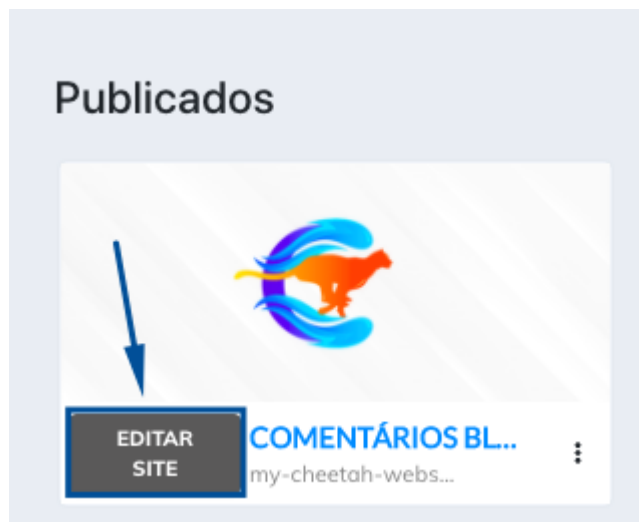 Publicados
EDITAR
SITE
COMENTÁRIOS BL...
my-cheetah-webs...